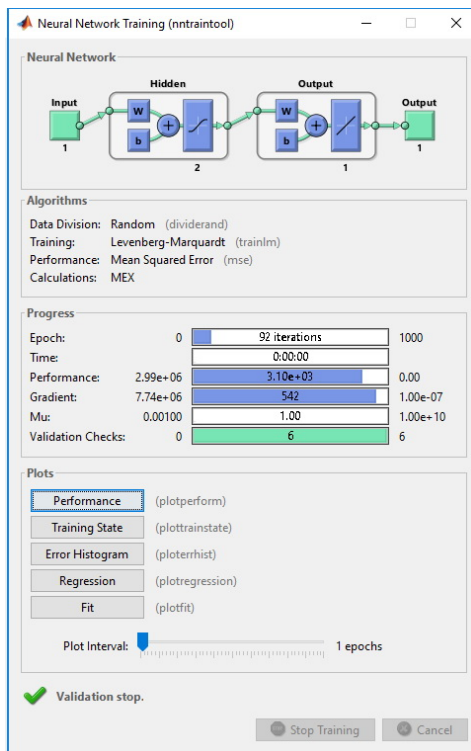 Neural Network Training (nntraintool)
Neural Network
Hidden Output
Input W b + W b + Output
1 2 1 1
Algorithms
Data Division: Random (dividerand)
Training: Levenberg-Marquardt (trainlm)
Performance: Mean Squared Error (mse)
Calculations: MEX
Progress
Epoch: 0 92 iterations 1000
Time: 0:00:00
Performance: 2.99e+06 3.10e+03 0.00
Gradient: 7.74e+06 542 1.00e-07
Mu: 0.00100 1.00 1.00e+10
Validation Checks: 0 6 6
Plots
Performance (plotperform)
Training State (plottrainstate)
Error Histogram (ploterrhist)
Regression (plotregression)
Fit (plotfit)
Plot Interval: 1 epochs
Validation stop.
Stop Training Cancel